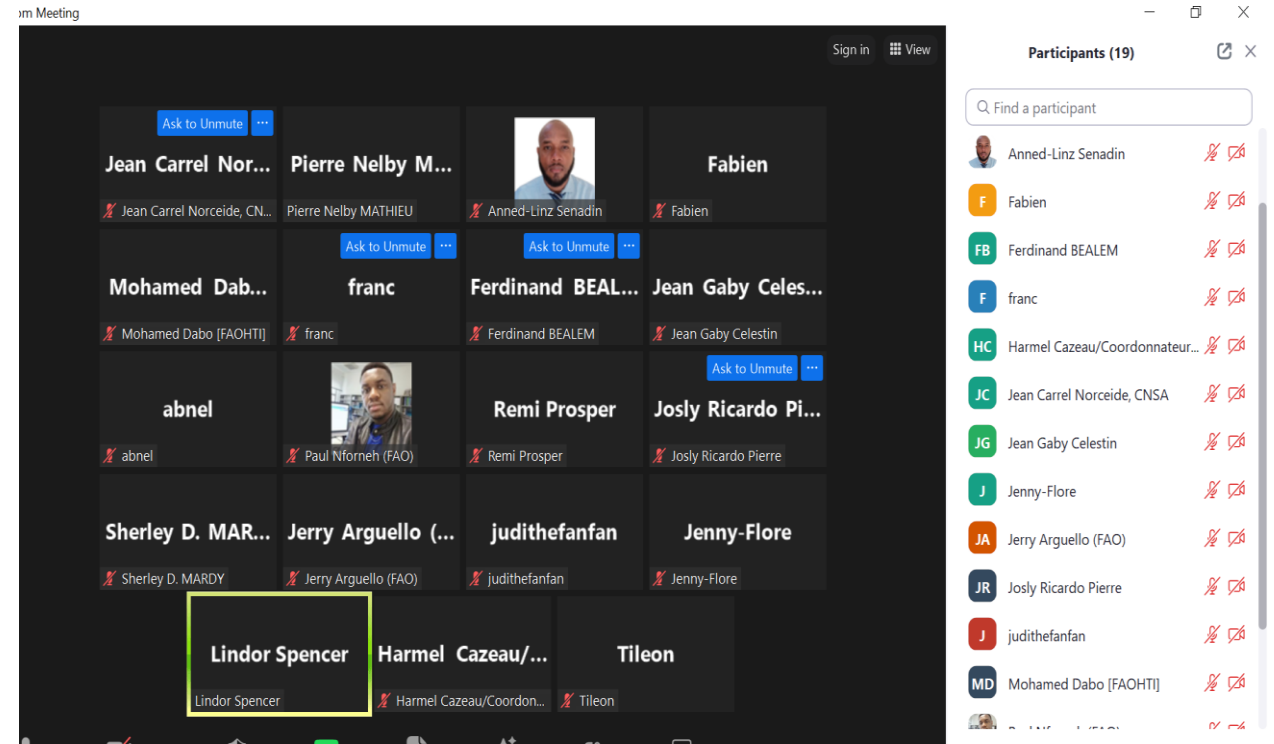 om Meeting
Sign in View
Ask to Unmute ...
Jean Carrel Nor...
Jean Carrel Norceide, CN...
Pierre Nelby M...
Pierre Nelby MATHIEU
Anned-Linz Senadin
Fabien
Fabien
Mohamed Dab...
Mohamed Dabo [FAOHTI]
Ask to Unmute ...
franc
franc
Ask to Unmute ...
Ferdinand BEAL...
Ferdinand BEALEM
Jean Gaby Celes...
Jean Gaby Celestin
abnel
abnel
Paul Nforneh (FAO)
Remi Prosper
Remi Prosper
Ask to Unmute ...
Josly Ricardo Pi...
Josly Ricardo Pierre
Sherley D. MAR...
Sherley D. MARDY
Jerry Arguello (...
Jerry Arguello (FAO)
judithefanfan
judithefanfan
Jenny-Flore
Jenny-Flore
Lindor Spencer
Lindor Spencer
Harmel Cazeau/...
Harmel Cazeau/Coordon...
Tileon
Tileon
Participants (19)
Find a participant
Anned-Linz Senadin
F Fabien
FB Ferdinand BEALEM
F franc
HC Harmel Cazeau/Coordonnateur...
JC Jean Carrel Norceide, CNSA
JG Jean Gaby Celestin
J Jenny-Flore
JA Jerry Arguello (FAO)
JR Josly Ricardo Pierre
J judithefanfan
MD Mohamed Dabo [FAOHTI]